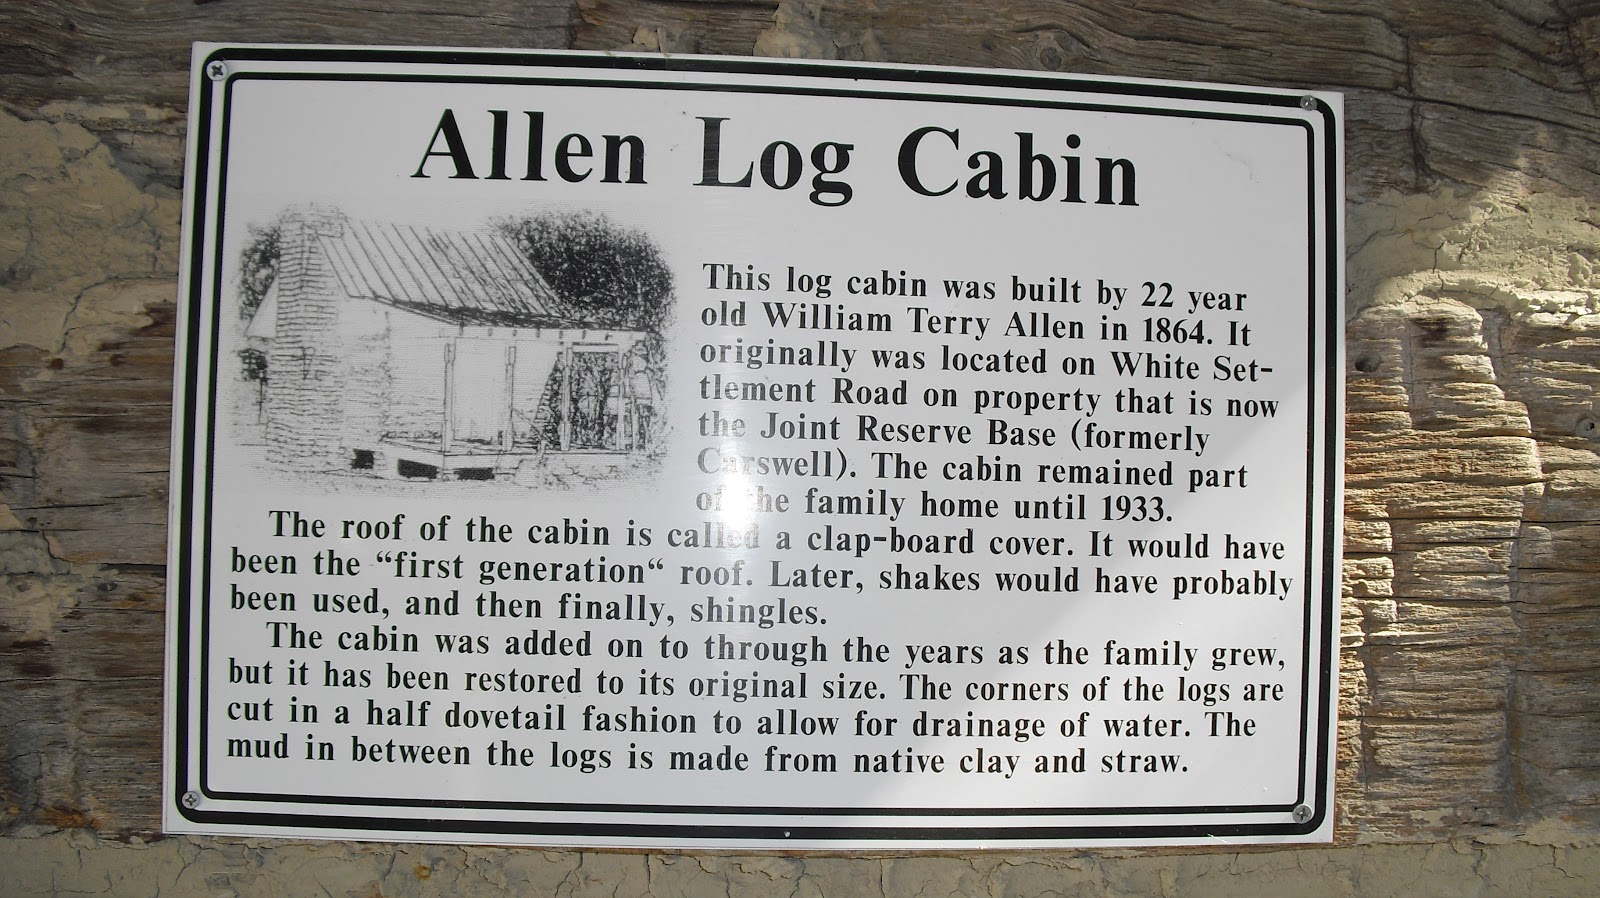 Allen Log Cabin
This log cabin was built by 22 year
old William Terry Allen in 1864. It
originally was located on White Set-
tlement Road on property that is now
the Joint Reserve Base (formerly
Carswell). The cabin remained part
of the family home until 1933.
The roof of the cabin is called a clap-board cover. It would have
been the “first generation“ roof. Later, shakes would have probably
been used, and then finally, shingles.
The cabin was added on to through the years as the family grew,
but it has been restored to its original size. The corners of the logs are
cut in a half dovetail fashion to allow for drainage of water. The
mud in between the logs is made from native clay and straw.